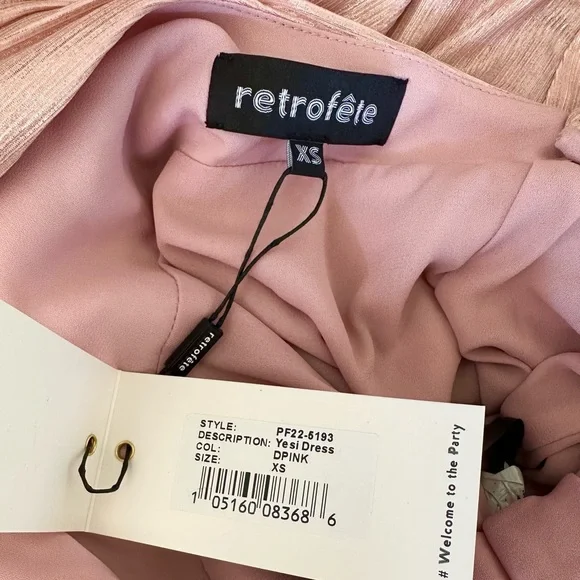 retrofête
XS
retrofête
STYLE: PF22-5193
DESCRIPTION: Yesi Dress
COL: DPINK
SIZE: XS
1 05160 08368 6
# Welcome to the Party